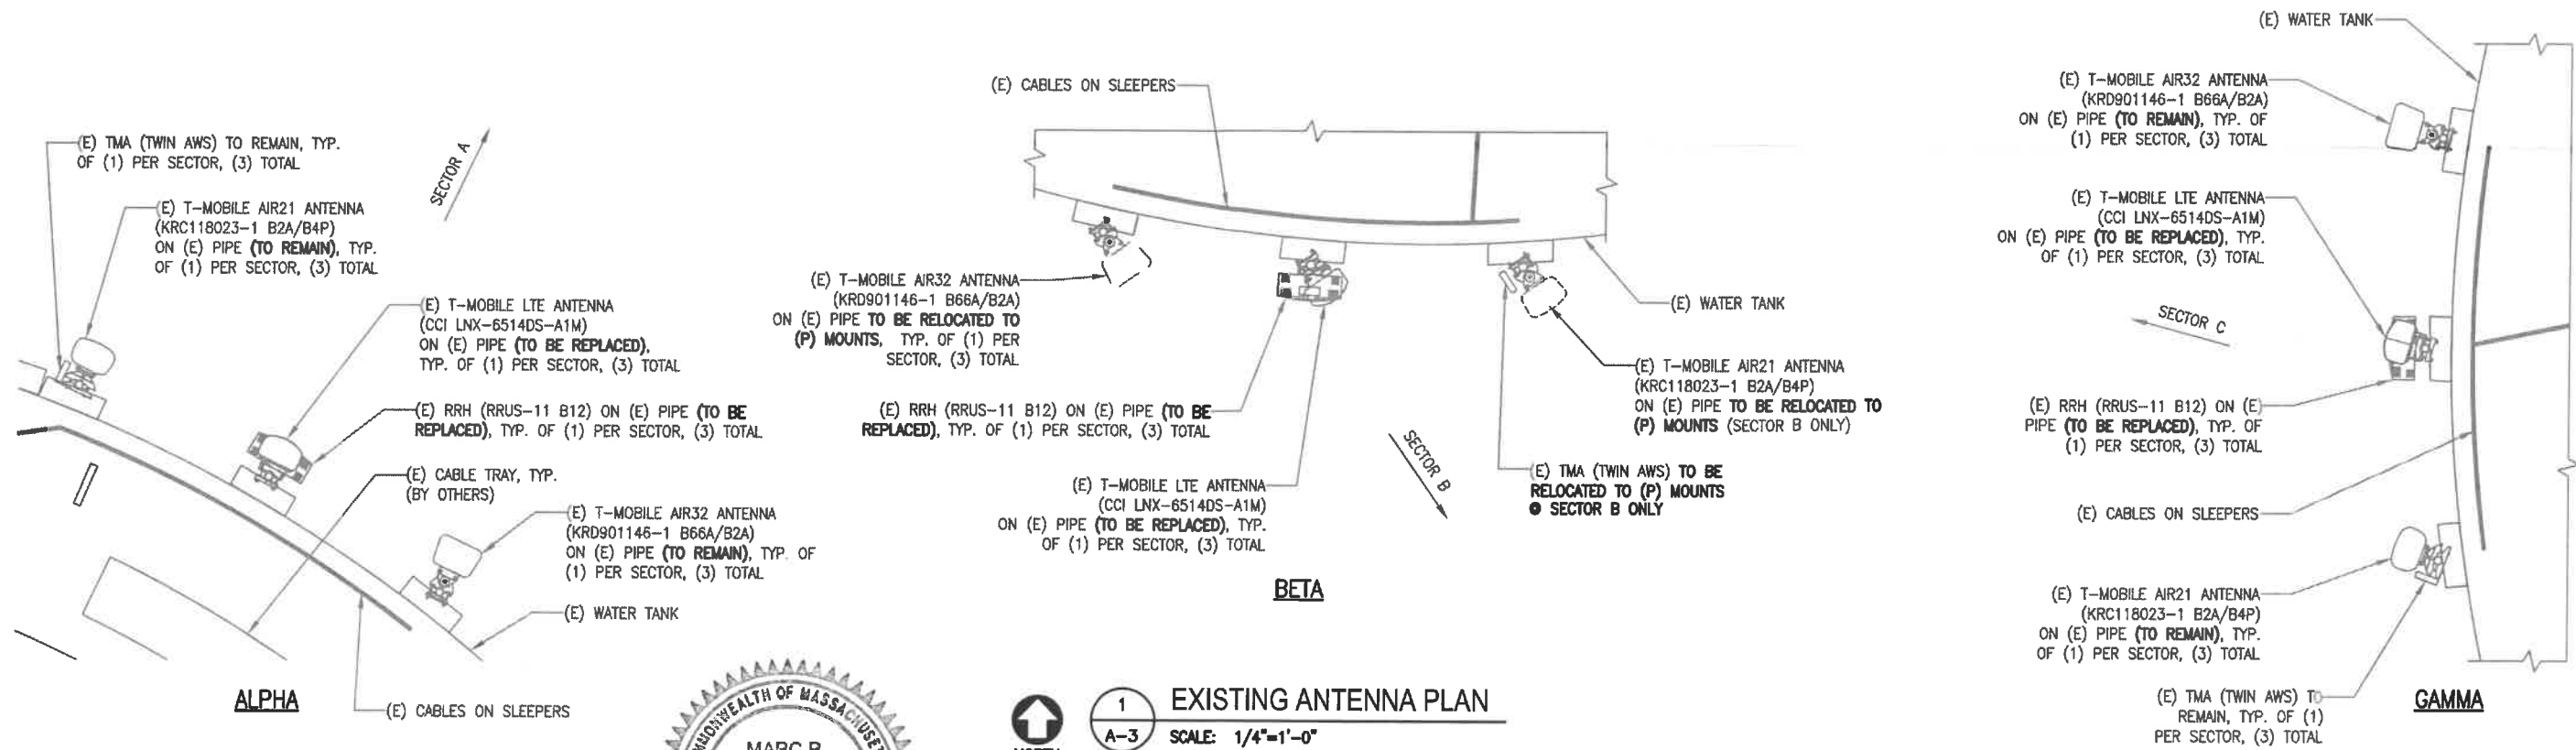 (E) TMA (TWIN AWS) TO REMAIN, TYP.
OF (1) PER SECTOR, (3) TOTAL
SECTOR A
(E) T-MOBILE AIR21 ANTENNA
(KRC118023-1 B2A/B4P)
ON (E) PIPE (TO REMAIN), TYP.
OF (1) PER SECTOR, (3) TOTAL
(E) T-MOBILE LTE ANTENNA
(CCI LNX-6514DS-A1M)
ON (E) PIPE (TO BE REPLACED),
TYP. OF (1) PER SECTOR, (3) TOTAL
(E) RRH (RRUS-11 B12) ON (E) PIPE (TO BE
REPLACED), TYP. OF (1) PER SECTOR, (3) TOTAL
(E) CABLE TRAY, TYP.
(BY OTHERS)
(E) T-MOBILE AIR32 ANTENNA
(KRD901146-1 B66A/B2A)
ON (E) PIPE (TO REMAIN), TYP. OF
(1) PER SECTOR, (3) TOTAL
(E) WATER TANK
(E) CABLES ON SLEEPERS
ALPHA
(E) CABLES ON SLEEPERS
(E) T-MOBILE AIR32 ANTENNA
(KRD901146-1 B66A/B2A)
ON (E) PIPE TO BE RELOCATED TO
(P) MOUNTS, TYP. OF (1) PER
SECTOR, (3) TOTAL
(E) RRH (RRUS-11 B12) ON (E) PIPE (TO BE
REPLACED), TYP. OF (1) PER SECTOR, (3) TOTAL
(E) T-MOBILE LTE ANTENNA
(CCI LNX-6514DS-A1M)
ON (E) PIPE (TO BE REPLACED), TYP.
OF (1) PER SECTOR, (3) TOTAL
(E) WATER TANK
(E) T-MOBILE AIR21 ANTENNA
(KRC118023-1 B2A/B4P)
ON (E) PIPE TO BE RELOCATED TO
(P) MOUNTS (SECTOR B ONLY)
SECTOR B
(E) TMA (TWIN AWS) TO BE
RELOCATED TO (P) MOUNTS
@ SECTOR B ONLY
BETA
(E) WATER TANK
(E) T-MOBILE AIR32 ANTENNA
(KRD901146-1 B66A/B2A)
ON (E) PIPE (TO REMAIN), TYP. OF
(1) PER SECTOR, (3) TOTAL
(E) T-MOBILE LTE ANTENNA
(CCI LNX-6514DS-A1M)
ON (E) PIPE (TO BE REPLACED), TYP.
OF (1) PER SECTOR, (3) TOTAL
SECTOR C
(E) RRH (RRUS-11 B12) ON (E)
PIPE (TO BE REPLACED), TYP. OF
(1) PER SECTOR, (3) TOTAL
(E) CABLES ON SLEEPERS
(E) T-MOBILE AIR21 ANTENNA
(KRC118023-1 B2A/B4P)
ON (E) PIPE (TO REMAIN), TYP.
OF (1) PER SECTOR, (3) TOTAL
(E) TMA (TWIN AWS) TO
REMAIN, TYP. OF (1)
PER SECTOR, (3) TOTAL
GAMMA
1
A-3
EXISTING ANTENNA PLAN
SCALE: 1/4"=1'-0"
OF
MARC R.